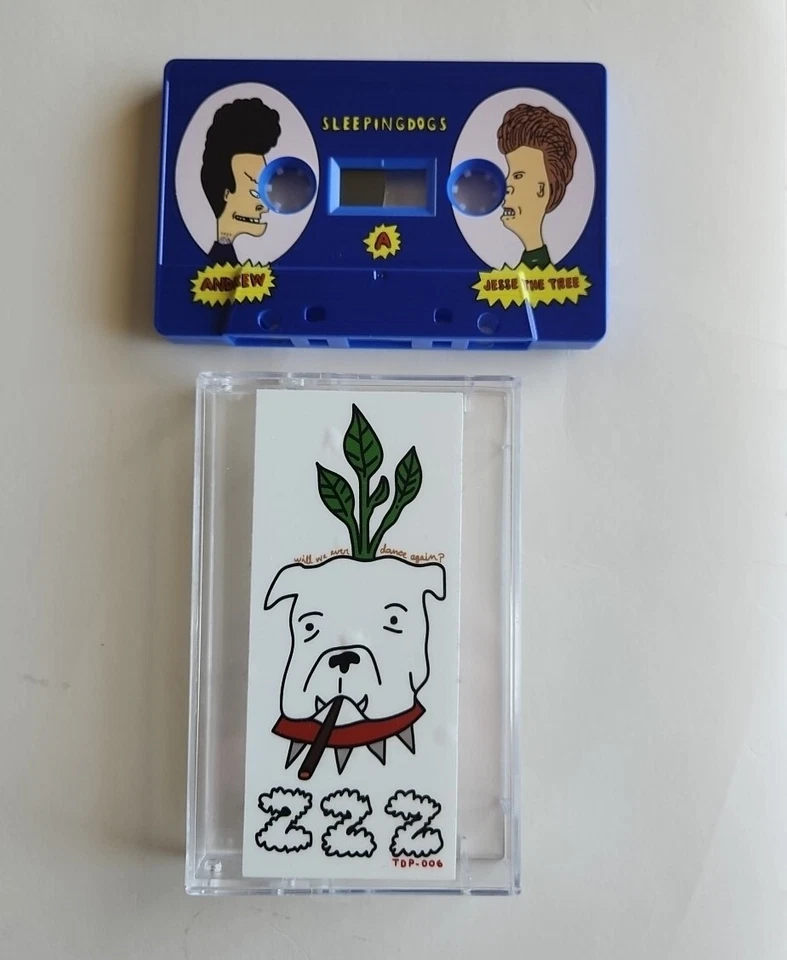 SLEEPINGDOGS
A
ANDREW
JESSE THE TREE
will we ever dance again?
ZZZ
TDP-006